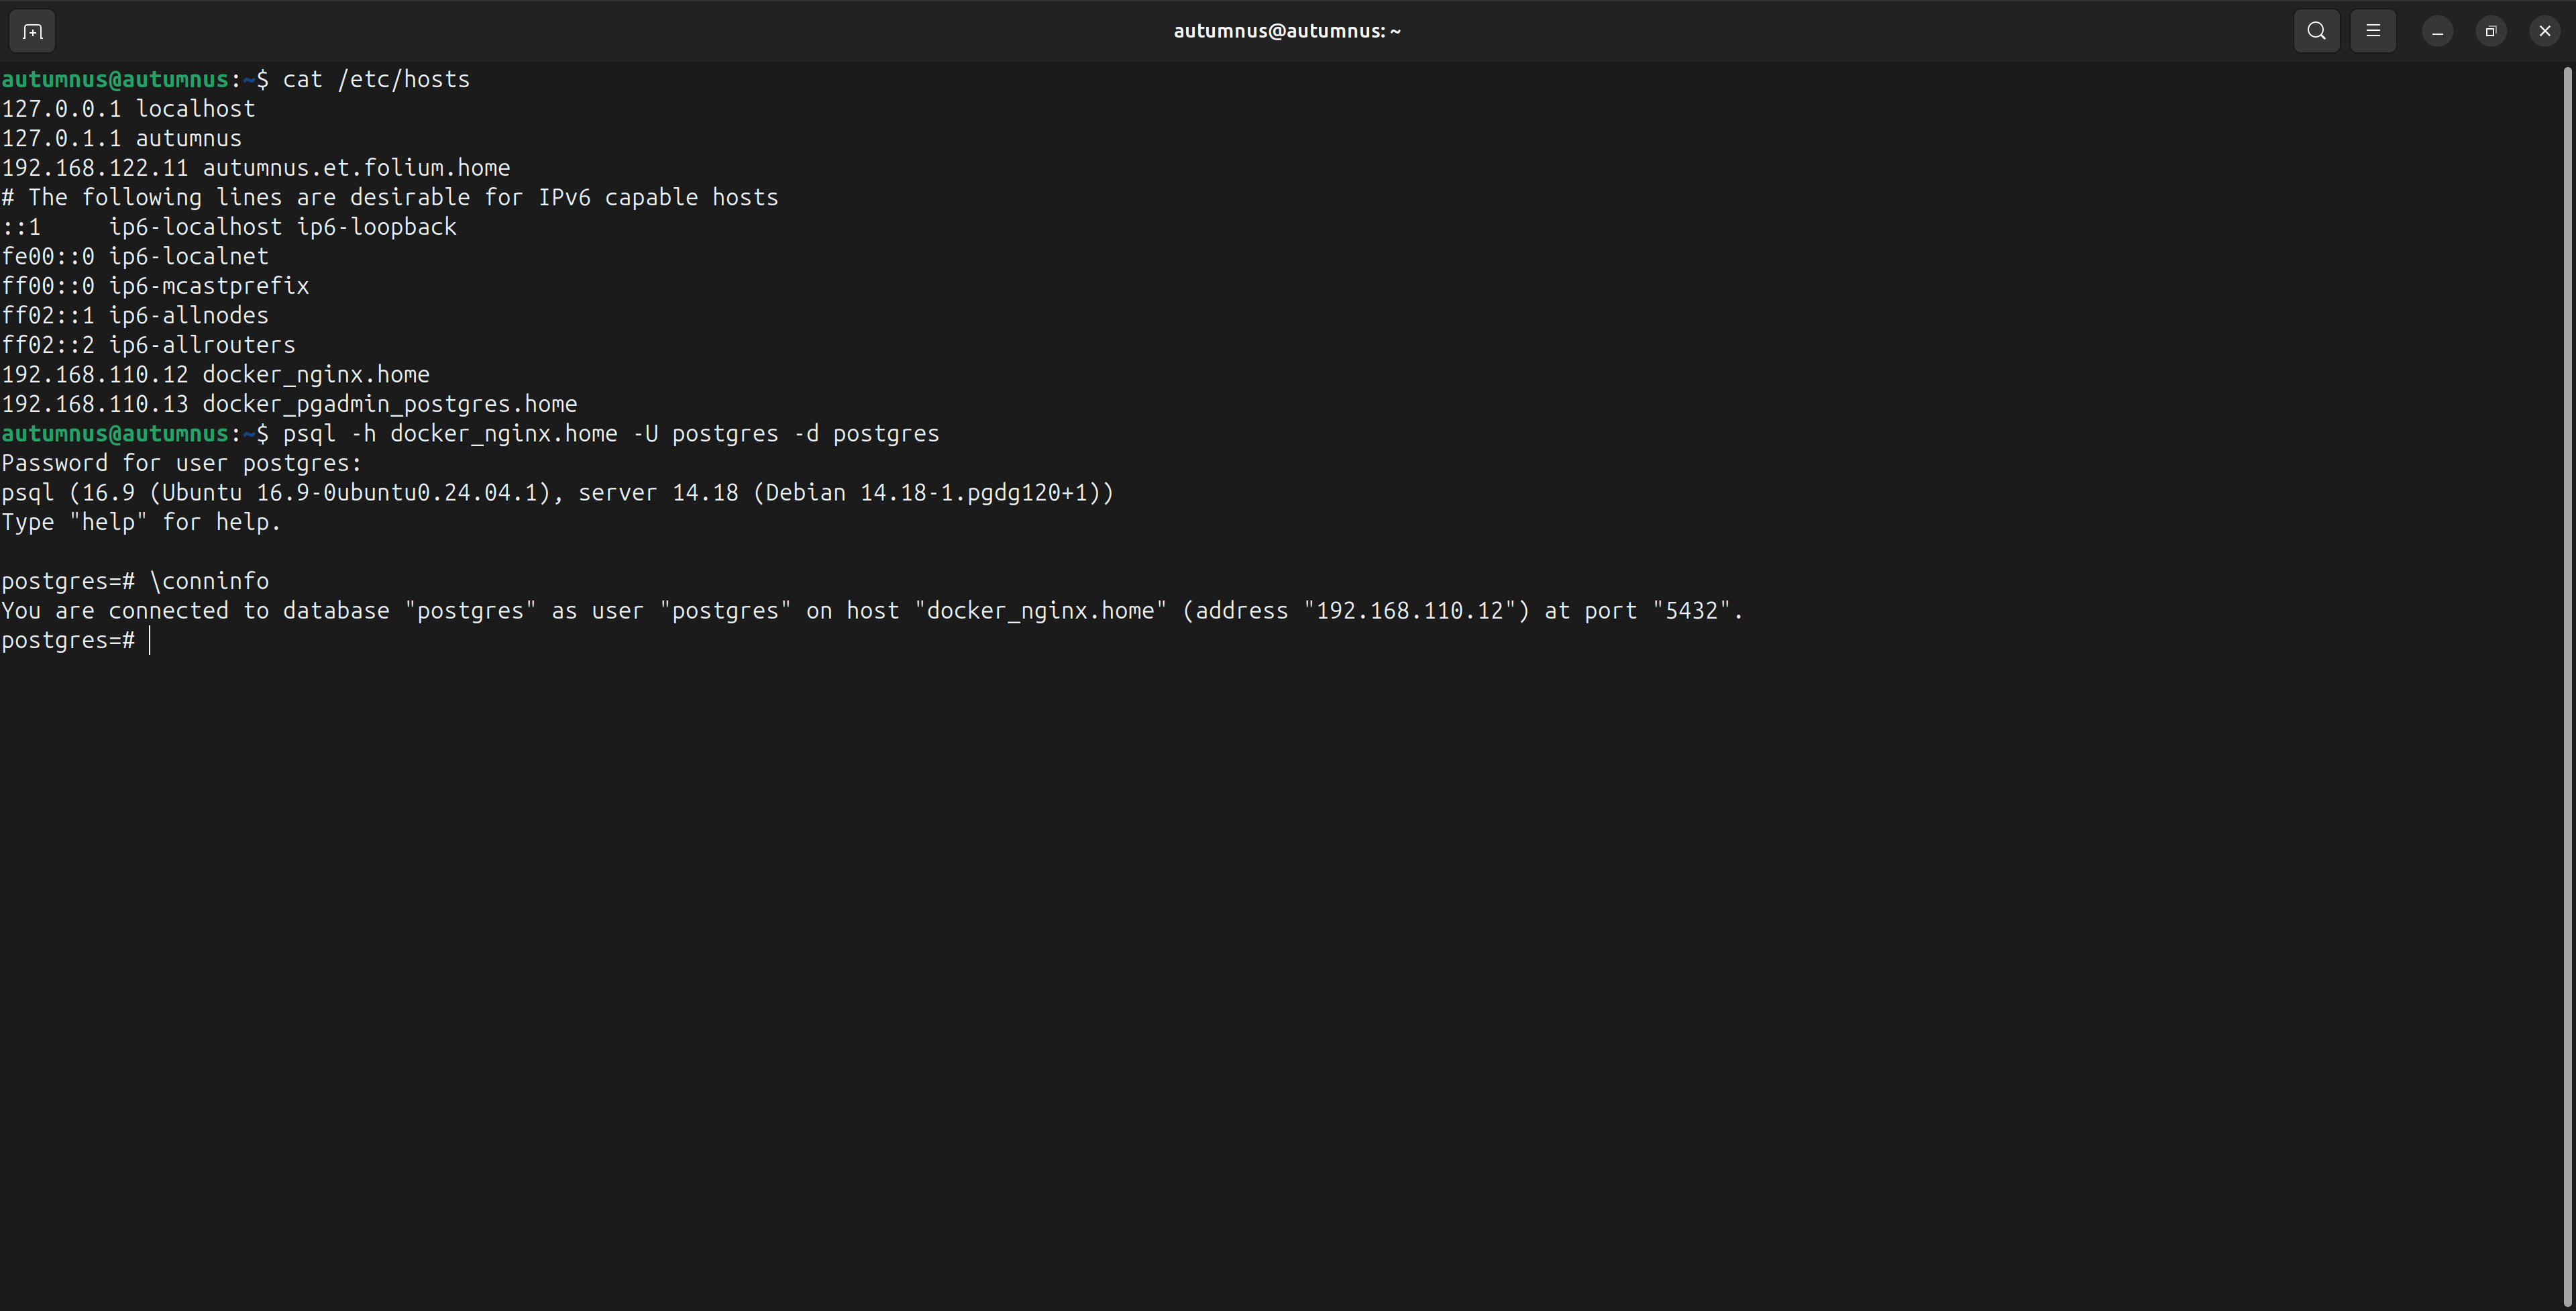 autumnus@autumnus: ~
autumnus@autumnus:~$ cat /etc/hosts
127.0.0.1 localhost
127.0.1.1 autumnus
192.168.122.11 autumnus.et.folium.home
# The following lines are desirable for IPv6 capable hosts
::1     ip6-localhost ip6-loopback
fe00::0 ip6-localnet
ff00::0 ip6-mcastprefix
ff02::1 ip6-allnodes
ff02::2 ip6-allrouters
192.168.110.12 docker_nginx.home
192.168.110.13 docker_pgadmin_postgres.home
autumnus@autumnus:~$ psql -h docker_nginx.home -U postgres -d postgres
Password for user postgres:
psql (16.9 (Ubuntu 16.9-0ubuntu0.24.04.1), server 14.18 (Debian 14.18-1.pgdg120+1))
Type "help" for help.

postgres=# \conninfo
You are connected to database "postgres" as user "postgres" on host "docker_nginx.home" (address "192.168.110.12") at port "5432".
postgres=#